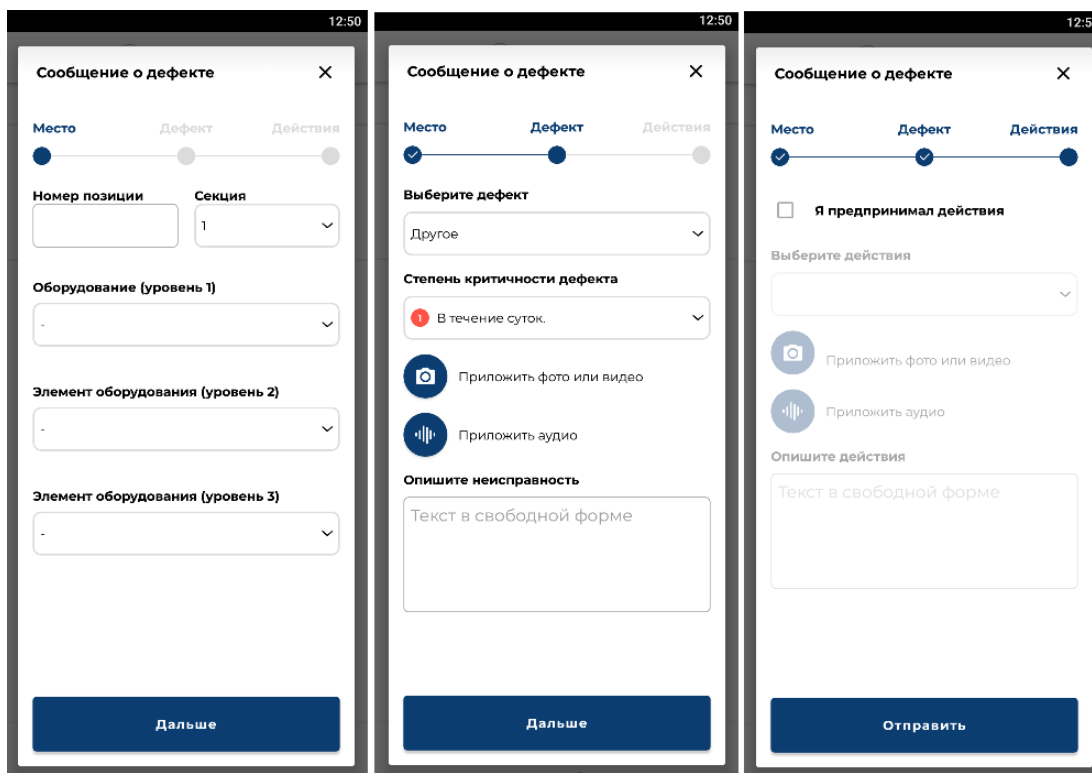 12:50
Сообщение о дефекте
Место Дефект Действия
Номер позиции Секция
1
Оборудование (уровень 1)
-
Элемент оборудования (уровень 2)
-
Элемент оборудования (уровень 3)
-
Дальше
12:50
Сообщение о дефекте
Место Дефект Действия
Выберите дефект
Другое
Степень критичности дефекта
1 В течение суток.
Приложить фото или видео
Приложить аудио
Опишите неисправность
Текст в свободной форме
Дальше
12:5
Сообщение о дефекте
Место Дефект Действия
Я предпринимал действия
Выберите действия
Приложить фото или видео
Приложить аудио
Опишите действия
Текст в свободной форме
Отправить